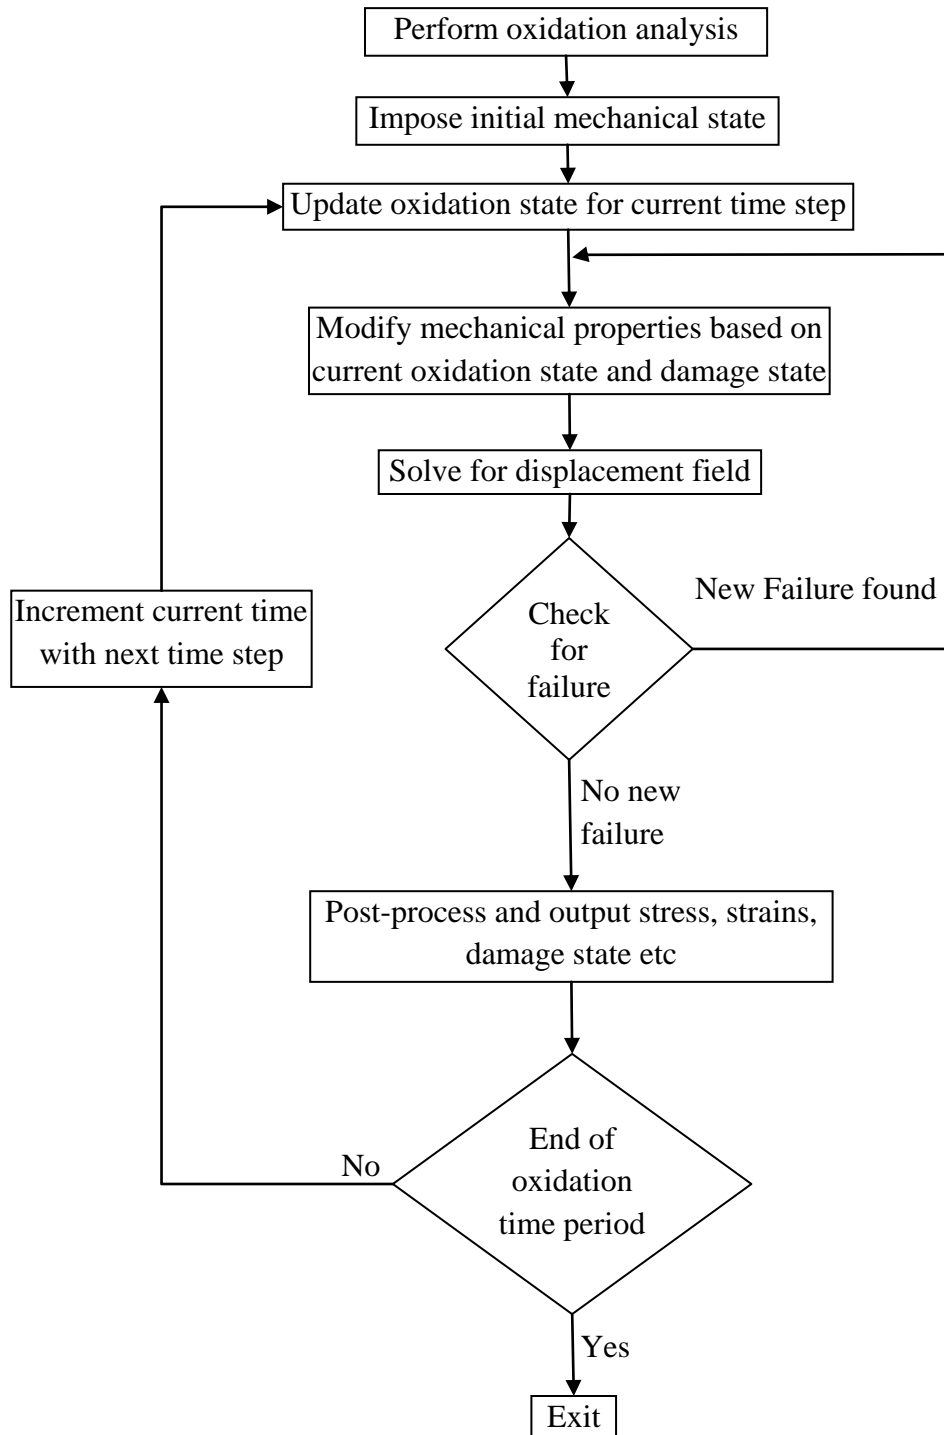 Perform oxidation analysis
Impose initial mechanical state
Update oxidation state for current time step
Modify mechanical properties based on
current oxidation state and damage state
Solve for displacement field
New Failure found
Increment current time
with next time step
Check
for
failure
No new
failure
Post-process and output stress, strains,
damage state etc
End of
oxidation
time period
No
Yes
Exit